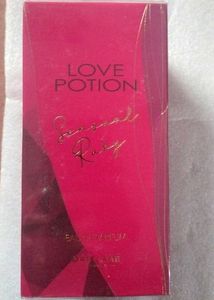 LOVE
POTION
Sensual
Ruby
EAU DE PARFUM